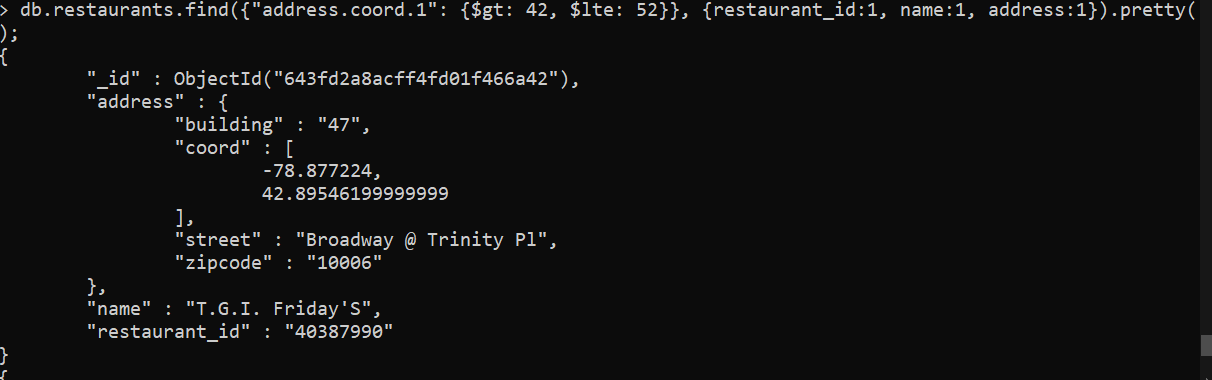 > db.restaurants.find({"address.coord.1": {$gt: 42, $lte: 52}}, {restaurant_id:1, name:1, address:1}).pretty(
);
{
        "_id" : ObjectId("643fd2a8acff4fd01f466a42"),
        "address" : {
                "building" : "47",
                "coord" : [
                        -78.877224,
                        42.89546199999999
                ],
                "street" : "Broadway @ Trinity Pl",
                "zipcode" : "10006"
        },
        "name" : "T.G.I. Friday'S",
        "restaurant_id" : "40387990"
}
{